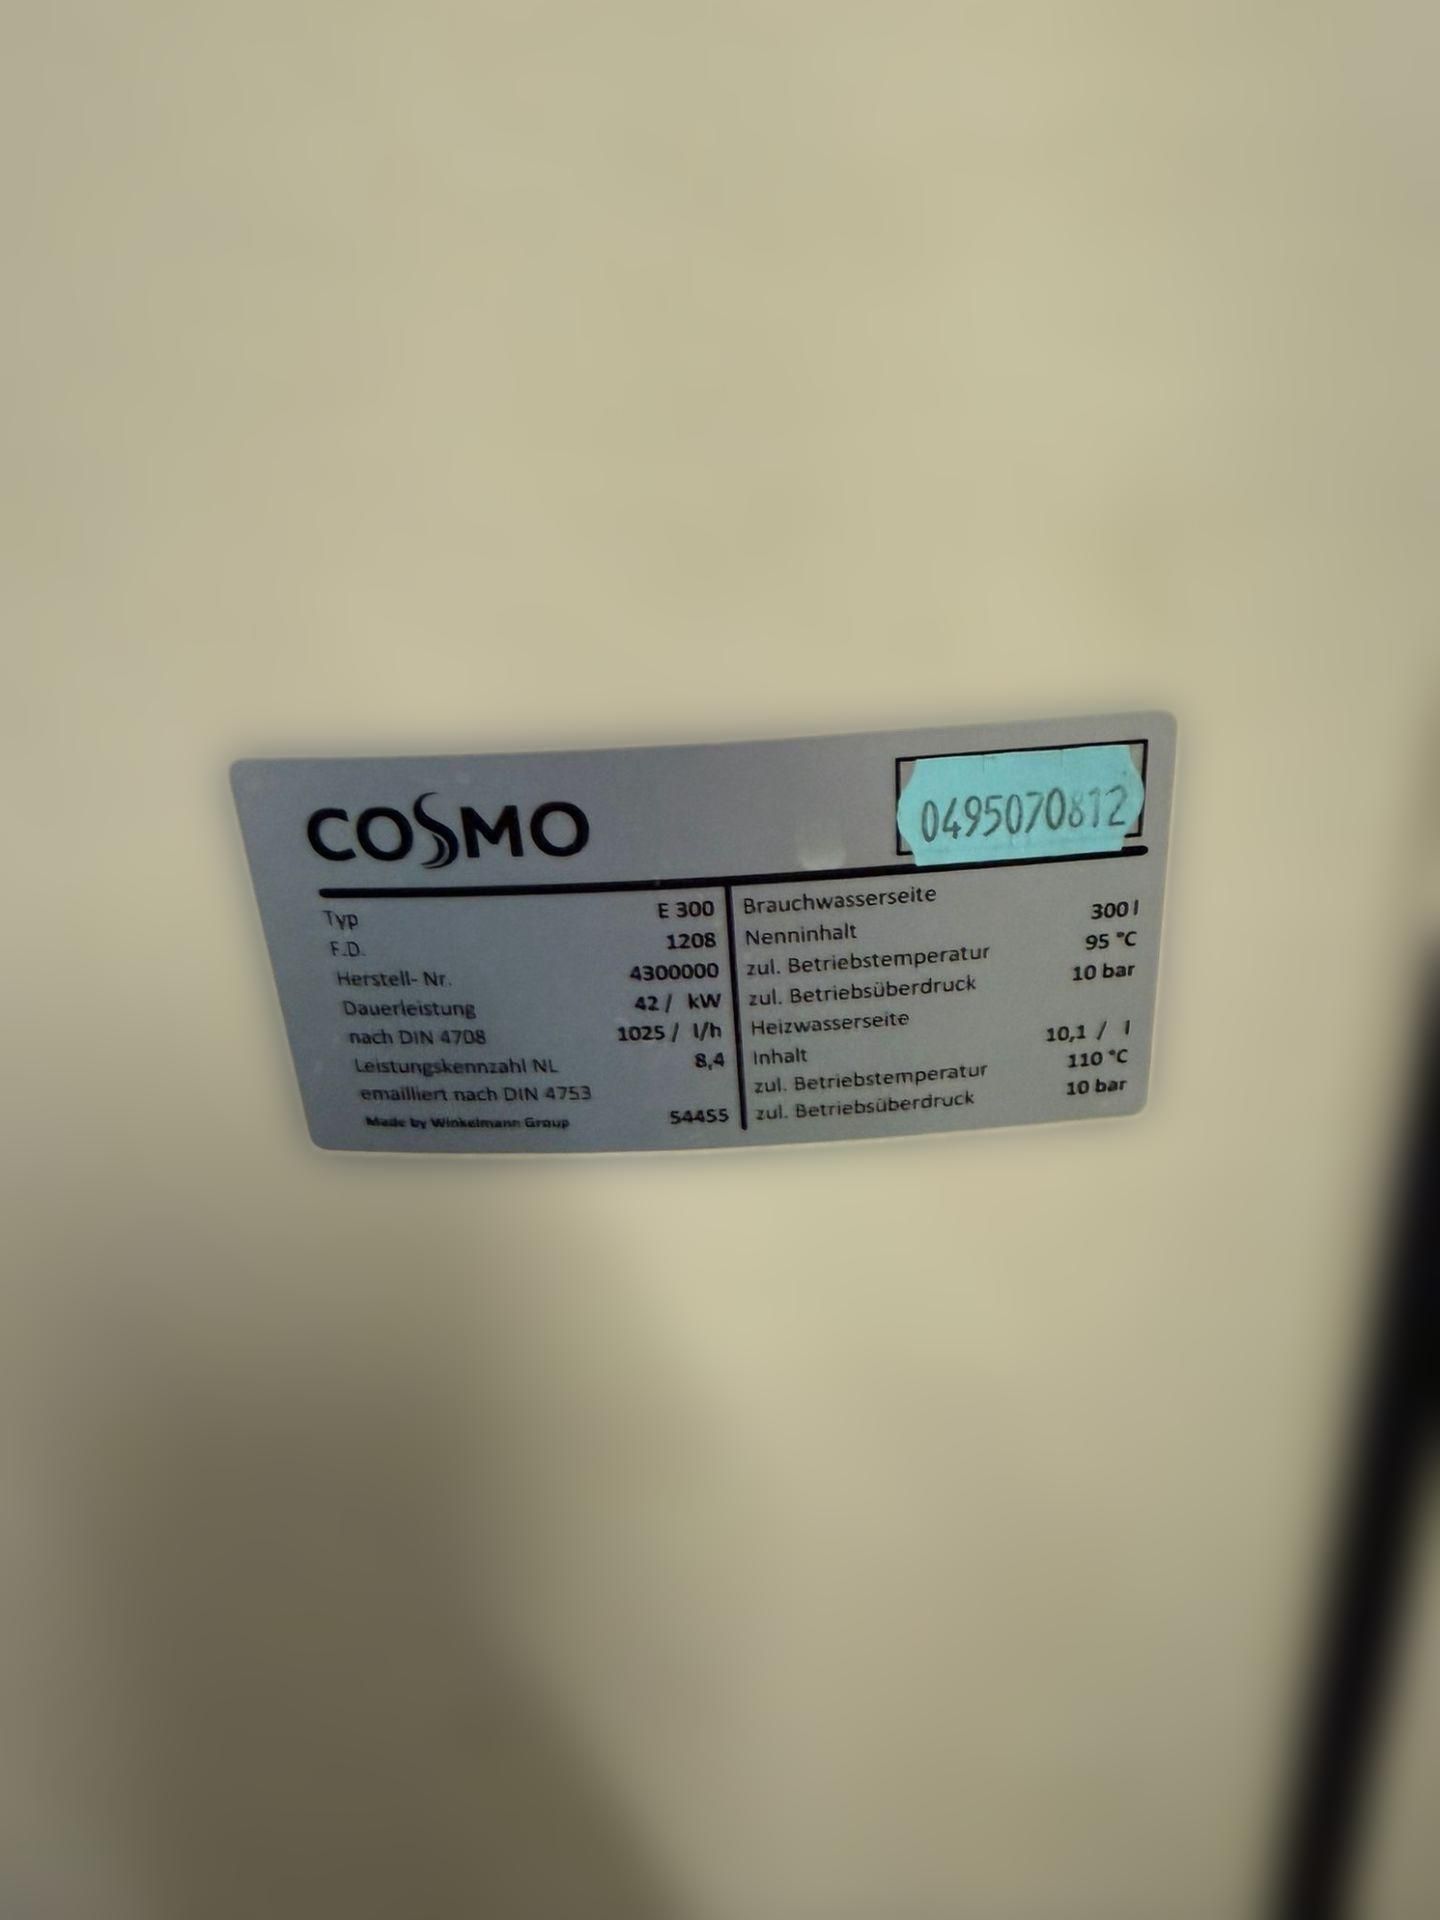 COSMO
0495070812
Typ E 300
F.D. 1208
Herstell- Nr. 4300000
Dauerleistung 42 / kW
nach DIN 4708 1025 / l/h
Leistungskennzahl NL 8,4
emailliert nach DIN 4753
Made by Winkelmann Group 54455
Brauchwasserseite
Nenninhalt 300 l
zul. Betriebstemperatur 95 °C
zul. Betriebsüberdruck 10 bar
Heizwasserseite
Inhalt 10,1 / l
zul. Betriebstemperatur 110 °C
zul. Betriebsüberdruck 10 bar